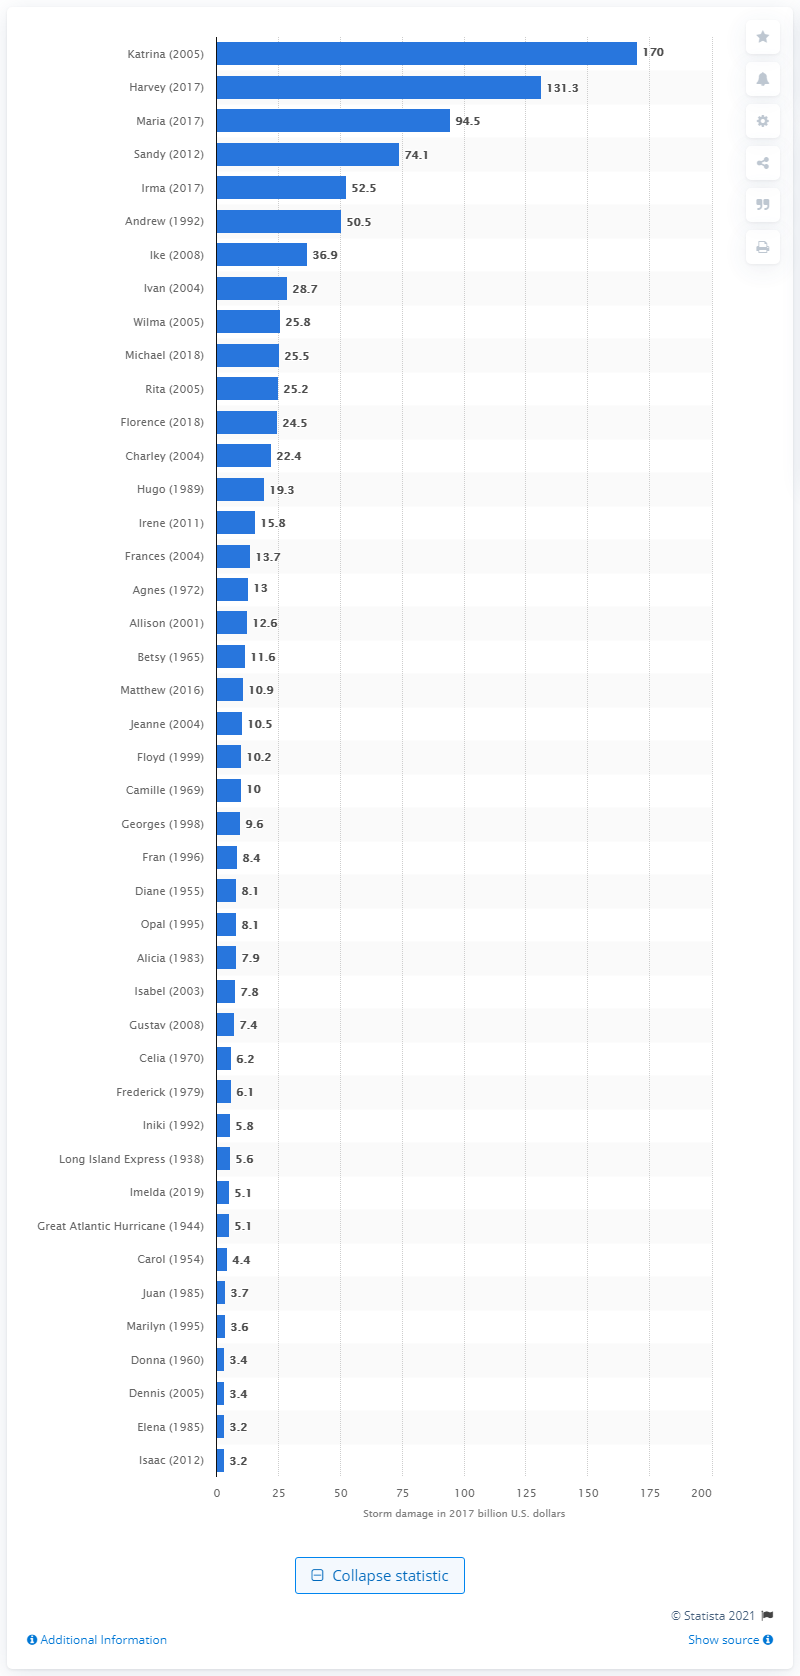 Katrina (2005) 170
Harvey (2017) 131.3
Maria (2017) 94.5
Sandy (2012) 74.1
Irma (2017) 52.5
Andrew (1992) 50.5
Ike (2008) 36.9
Ivan (2004) 28.7
Wilma (2005) 25.8
Michael (2018) 25.5
Rita (2005) 25.2
Florence (2018) 24.5
Charley (2004) 22.4
Hugo (1989) 19.3
Irene (2011) 15.8
Frances (2004) 13.7
Agnes (1972) 13
Allison (2001) 12.6
Betsy (1965) 11.6
Matthew (2016) 10.9
Jeanne (2004) 10.5
Floyd (1999) 10.2
Camille (1969) 10
Georges (1998) 9.6
Fran (1996) 8.4
Diane (1955) 8.1
Opal (1995) 8.1
Alicia (1983) 7.9
Isabel (2003) 7.8
Gustav (2008) 7.4
Celia (1970) 6.2
Frederick (1979) 6.1
Iniki (1992) 5.8
Long Island Express (1938) 5.6
Imelda (2019) 5.1
Great Atlantic Hurricane (1944) 5.1
Carol (1954) 4.4
Juan (1985) 3.7
Marilyn (1995) 3.6
Donna (1960) 3.4
Dennis (2005) 3.4
Elena (1985) 3.2
Isaac (2012) 3.2
0 25 50 75 100 125 150 175 200
Storm damage in 2017 billion U.S. dollars
Collapse statistic
© Statista 2021
Additional Information Show source